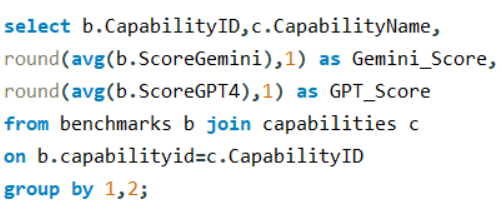 select b.CapabilityID,c.CapabilityName,
round(avg(b.ScoreGemini),1) as Gemini_Score,
round(avg(b.ScoreGPT4),1) as GPT_Score
from benchmarks b join capabilities c
on b.capabilityid=c.CapabilityID
group by 1,2;